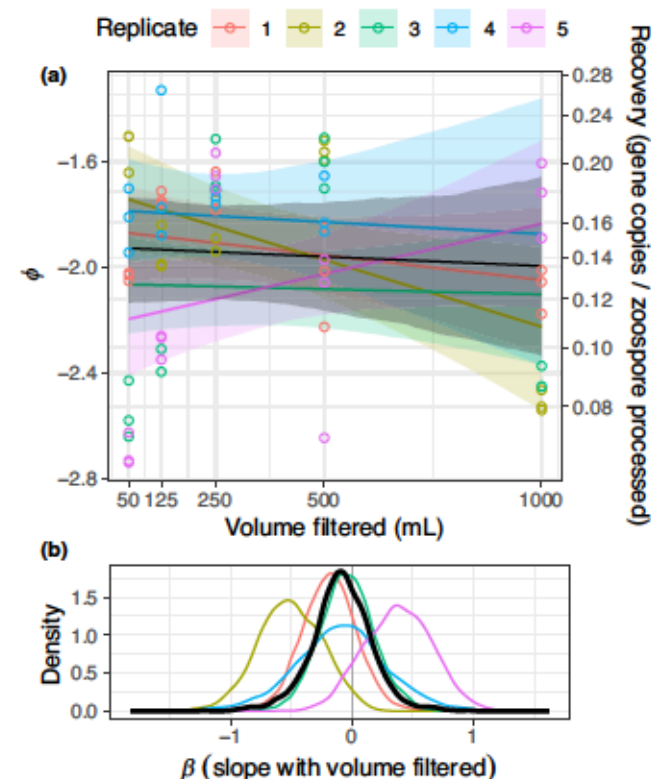 Replicate 1 2 3 4 5
(a)
−1.6
−2.0
−2.4
−2.8
ϕ
0.28
0.24
0.20
0.16
0.14
0.12
0.10
0.08
Recovery (gene copies / zoospore processed)
50 125 250 500 1000
Volume filtered (mL)
(b)
1.5
1.0
0.5
0.0
Density
−1 0 1
β (slope with volume filtered)